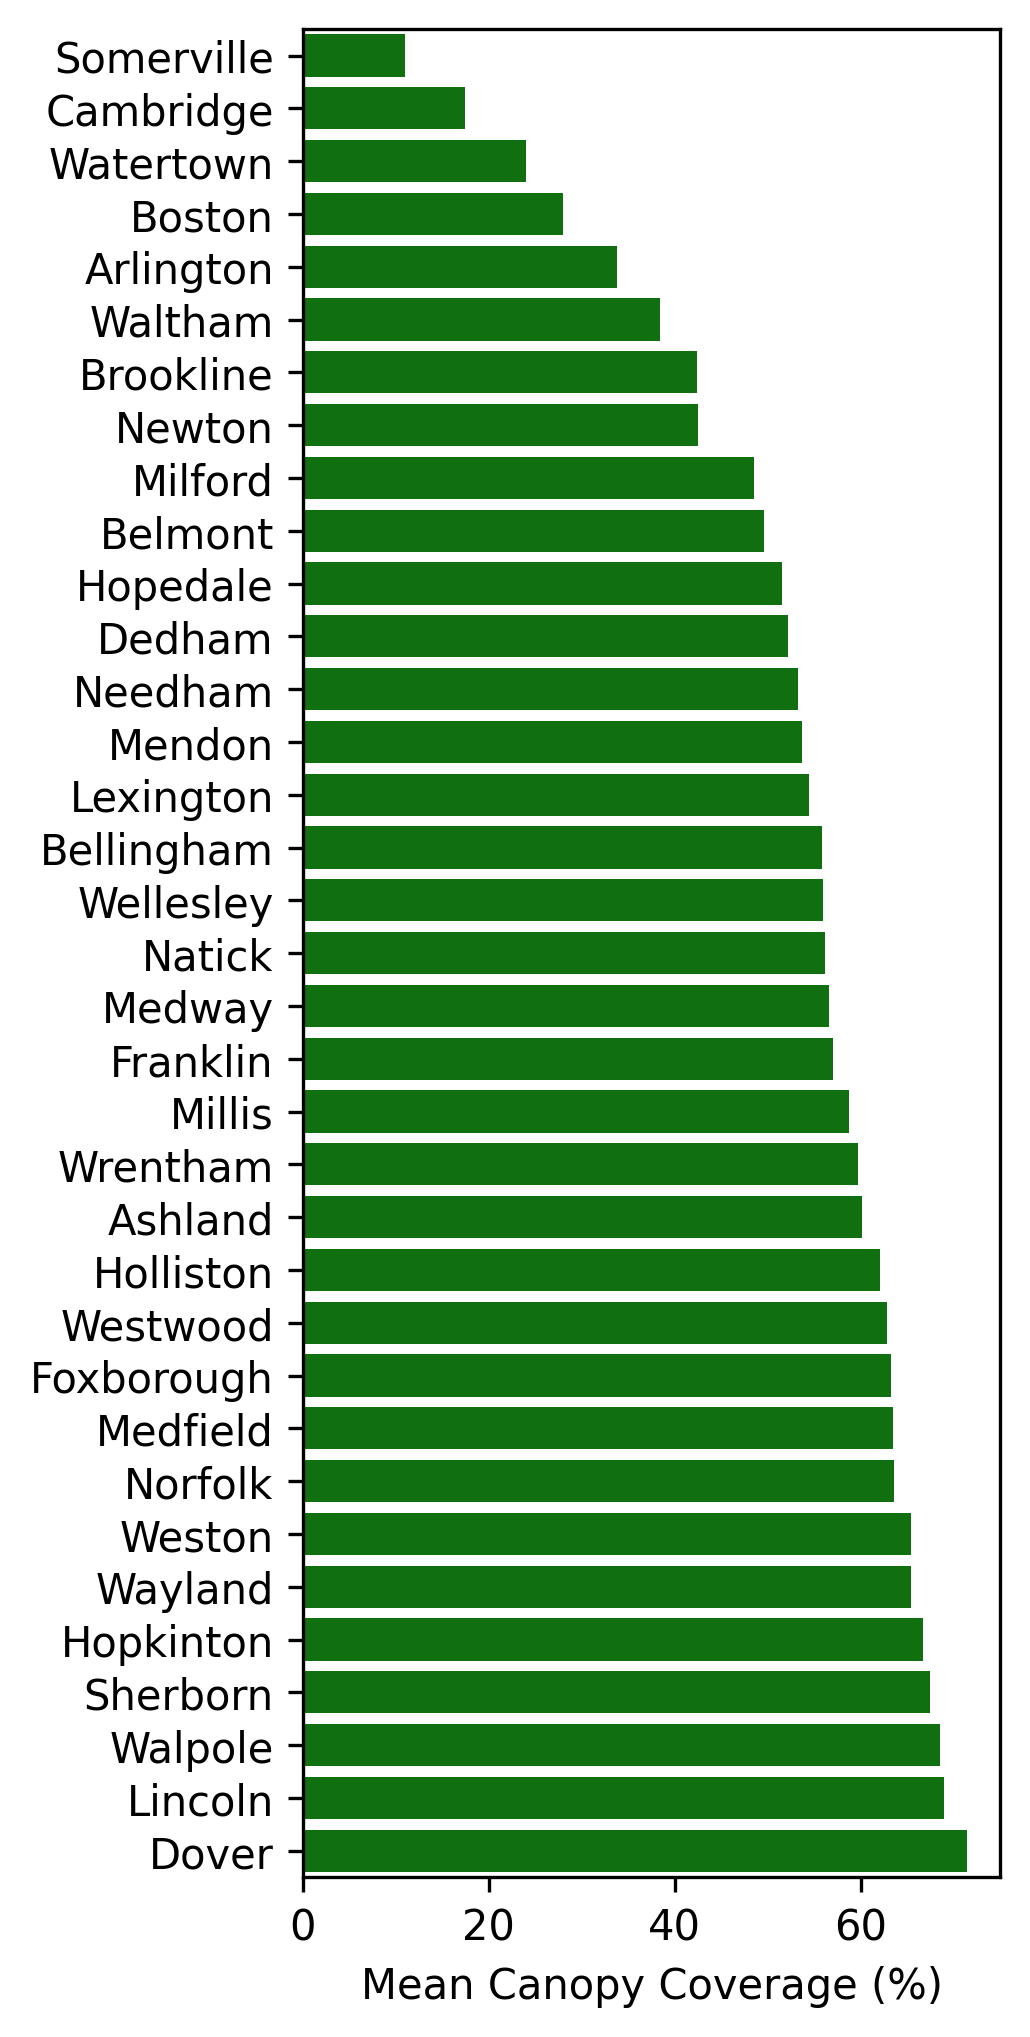 Somerville
Cambridge
Watertown
Boston
Arlington
Waltham
Brookline
Newton
Milford
Belmont
Hopedale
Dedham
Needham
Mendon
Lexington
Bellingham
Wellesley
Natick
Medway
Franklin
Millis
Wrentham
Ashland
Holliston
Westwood
Foxborough
Medfield
Norfolk
Weston
Wayland
Hopkinton
Sherborn
Walpole
Lincoln
Dover
0 20 40 60
Mean Canopy Coverage (%)